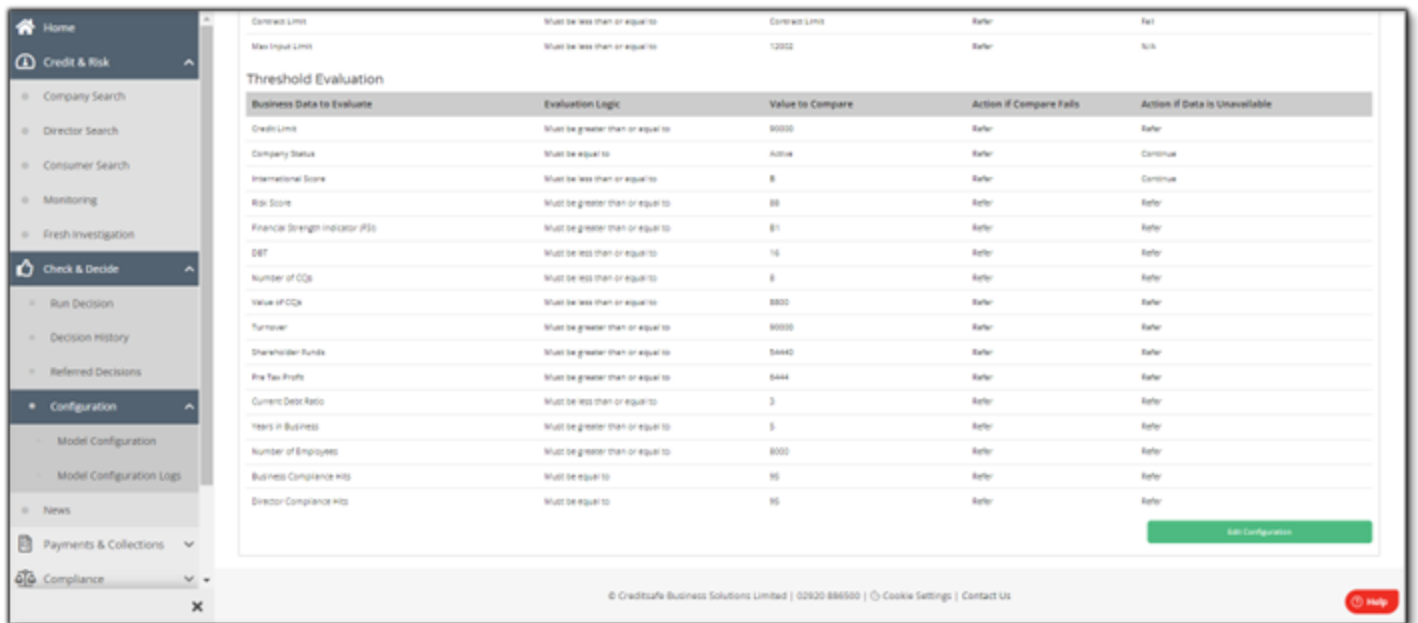 Home
Contract Limit Must be less than or equal to Contract Limit Refer Fail
Max Input Limit Must be less than or equal to 12002 Refer N/A
Credit & Risk
Threshold Evaluation
Company Search
Business Data to Evaluate Evaluation Logic Value to Compare Action if Compare Fails Action if Data is Unavailable
Credit Limit Must be greater than or equal to 90000 Refer Refer
Director Search
Company Status Must be equal to Active Refer Continue
Consumer Search
International Score Must be less than or equal to B Refer Continue
Monitoring
Risk Score Must be greater than or equal to 88 Refer Refer
Fresh Investigation
Financial Strength Indicator (FSI) Must be greater than or equal to Refer Refer
DBT Must be less than or equal to 16 Refer Refer
Check & Decide
Number of CCJs Must be less than or equal to Refer Refer
Run Decision
Value of CCJs Must be less than or equal to 8800 Refer Refer
Turnover Must be greater than or equal to 90000 Refer Refer
Decision History
Shareholder Funds Must be greater than or equal to 54440 Refer Refer
Referred Decisions
Pre Tax Profit Must be greater than or equal to 5444 Refer Refer
Configuration
Current Debt Ratio Must be less than or equal to 3 Refer Refer
Years in Business Must be greater than or equal to 5 Refer Refer
Model Configuration
Number of Employees Must be greater than or equal to 8000 Refer Refer
Model Configuration Logs
Business Compliance Hits Must be equal to 95 Refer Refer
Director Compliance Hits Must be equal to 95 Refer Refer
News
Edit Configuration
Payments & Collections
Compliance
© Creditsafe Business Solutions Limited | 02920 886500 | Cookie Settings | Contact Us
Help